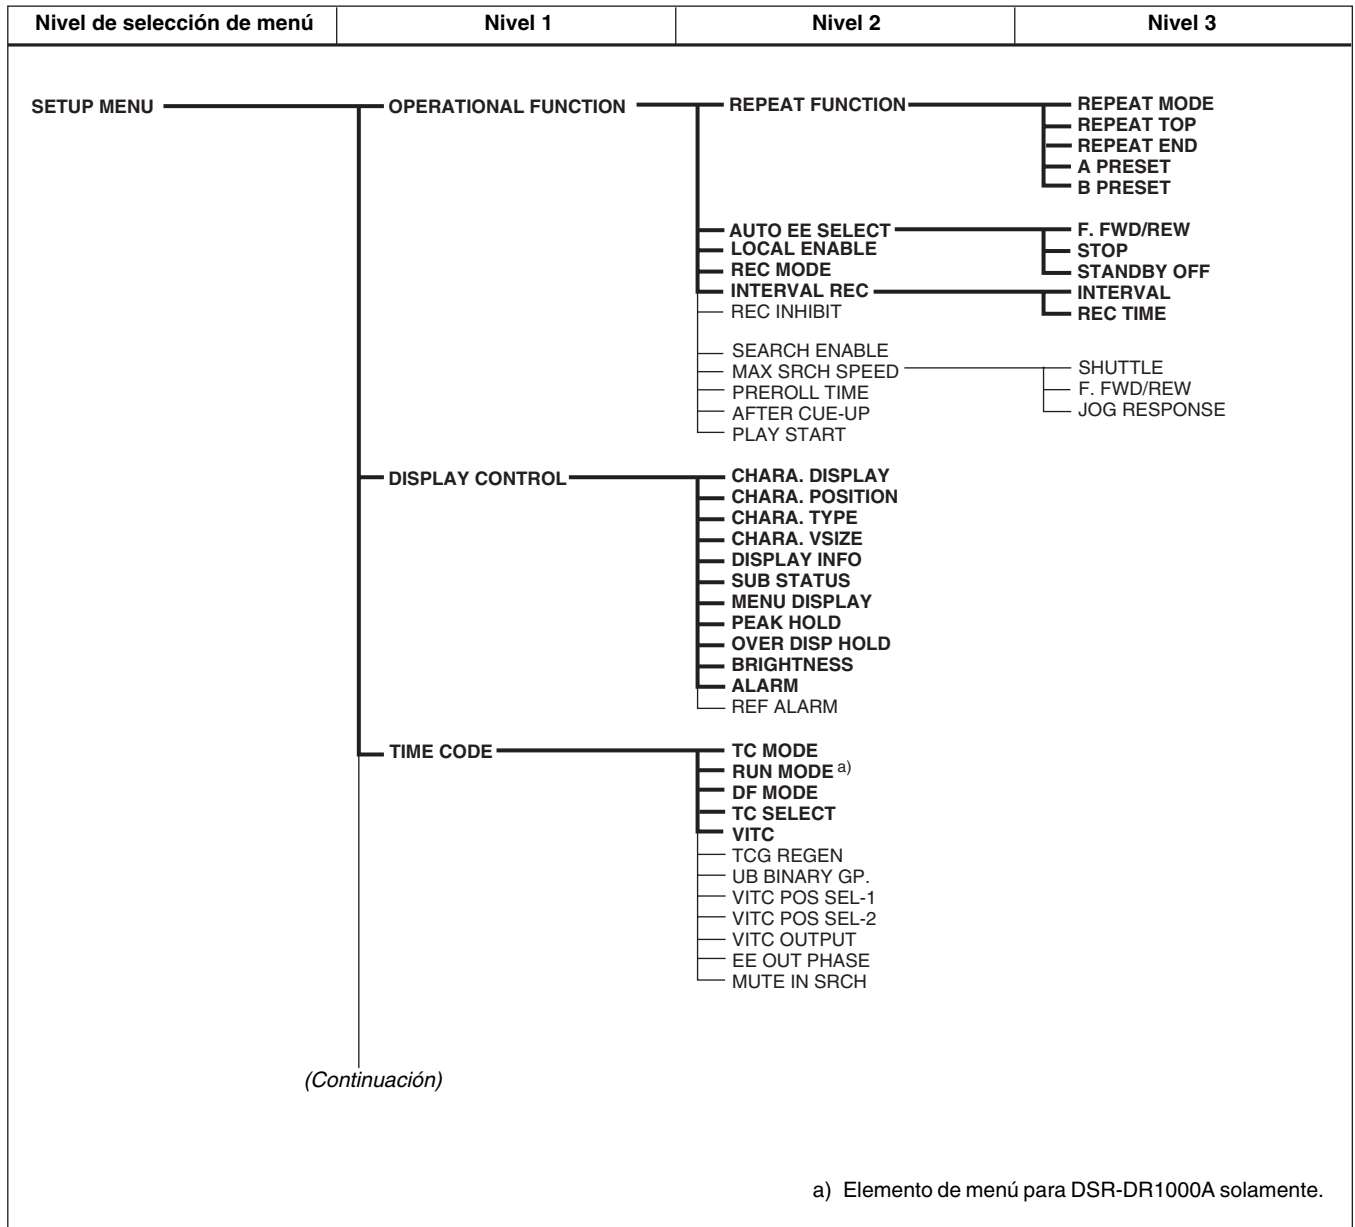 Nivel de selección de menú Nivel 1 Nivel 2 Nivel 3
SETUP MENU OPERATIONAL FUNCTION REPEAT FUNCTION REPEAT MODE
REPEAT TOP
REPEAT END
A PRESET
B PRESET
AUTO EE SELECT F. FWD/REW
LOCAL ENABLE STOP
REC MODE STANDBY OFF
INTERVAL REC INTERVAL
REC INHIBIT REC TIME
SEARCH ENABLE
MAX SRCH SPEED SHUTTLE
PREROLL TIME F. FWD/REW
AFTER CUE-UP JOG RESPONSE
PLAY START
DISPLAY CONTROL CHARA. DISPLAY
CHARA. POSITION
CHARA. TYPE
CHARA. VSIZE
DISPLAY INFO
SUB STATUS
MENU DISPLAY
PEAK HOLD
OVER DISP HOLD
BRIGHTNESS
ALARM
REF ALARM
TIME CODE TC MODE
RUN MODE a)
DF MODE
TC SELECT
VITC
TCG REGEN
UB BINARY GP.
VITC POS SEL-1
VITC POS SEL-2
VITC OUTPUT
EE OUT PHASE
MUTE IN SRCH
(Continuación)
a) Elemento de menú para DSR-DR1000A solamente.